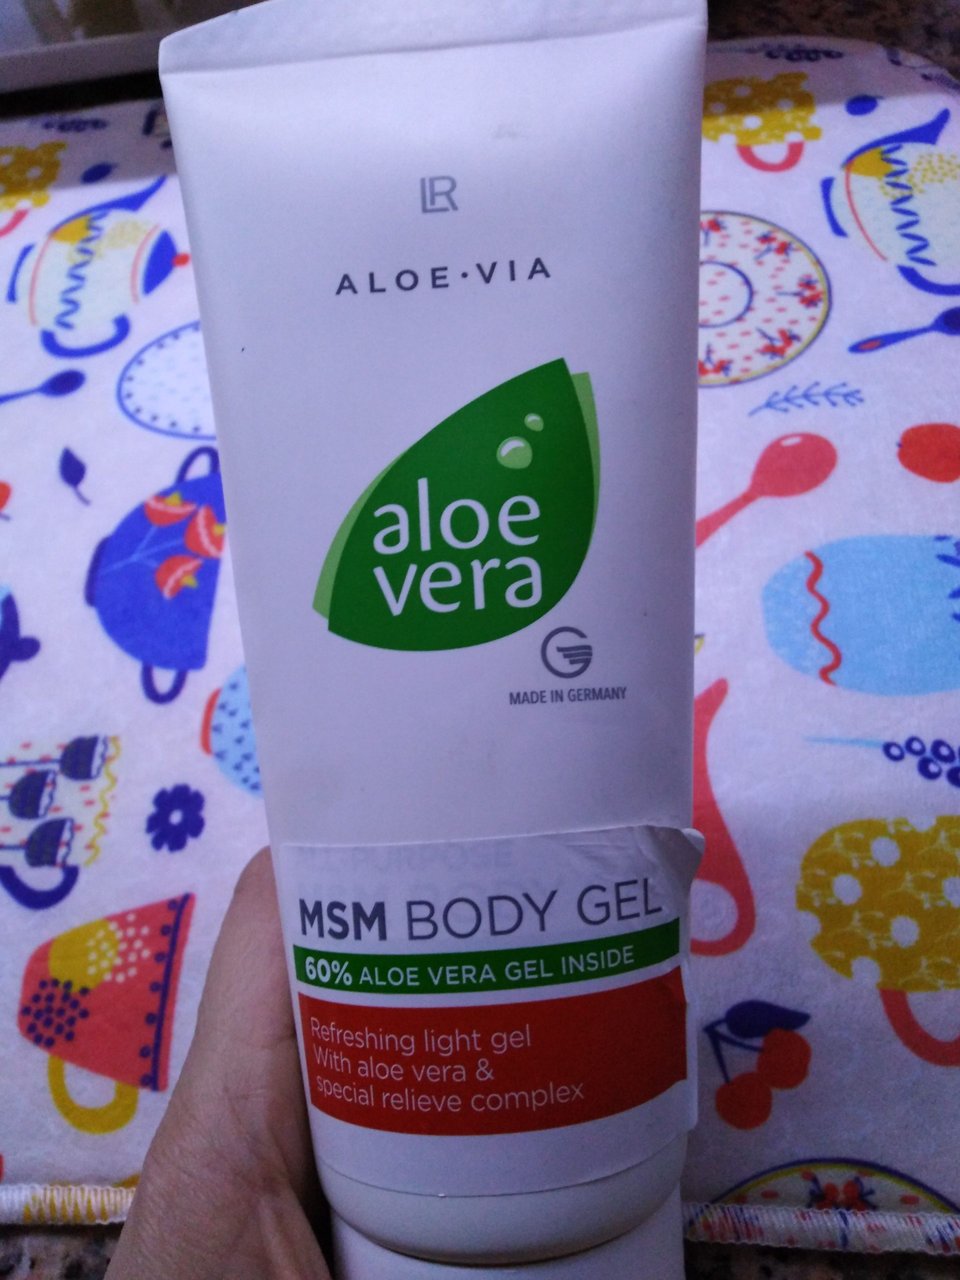 LR
ALOE•VIA
aloe
vera
MADE IN GERMANY
MSM BODY GEL
60% ALOE VERA GEL INSIDE
Refreshing light gel
With aloe vera &
special relieve complex